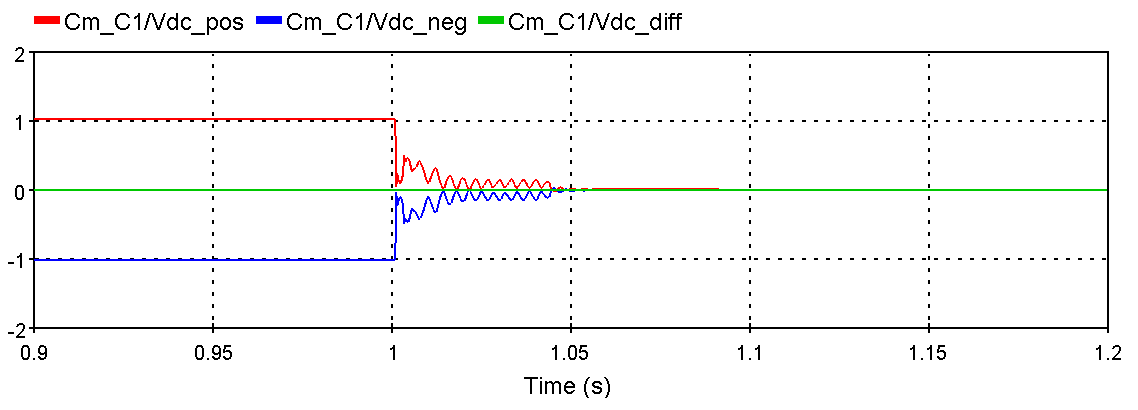 Cm_C1/Vdc_pos Cm_C1/Vdc_neg Cm_C1/Vdc_diff
2
1
0
-1
-2
0.9 0.95 1 1.05 1.1 1.15 1.2
Time (s)